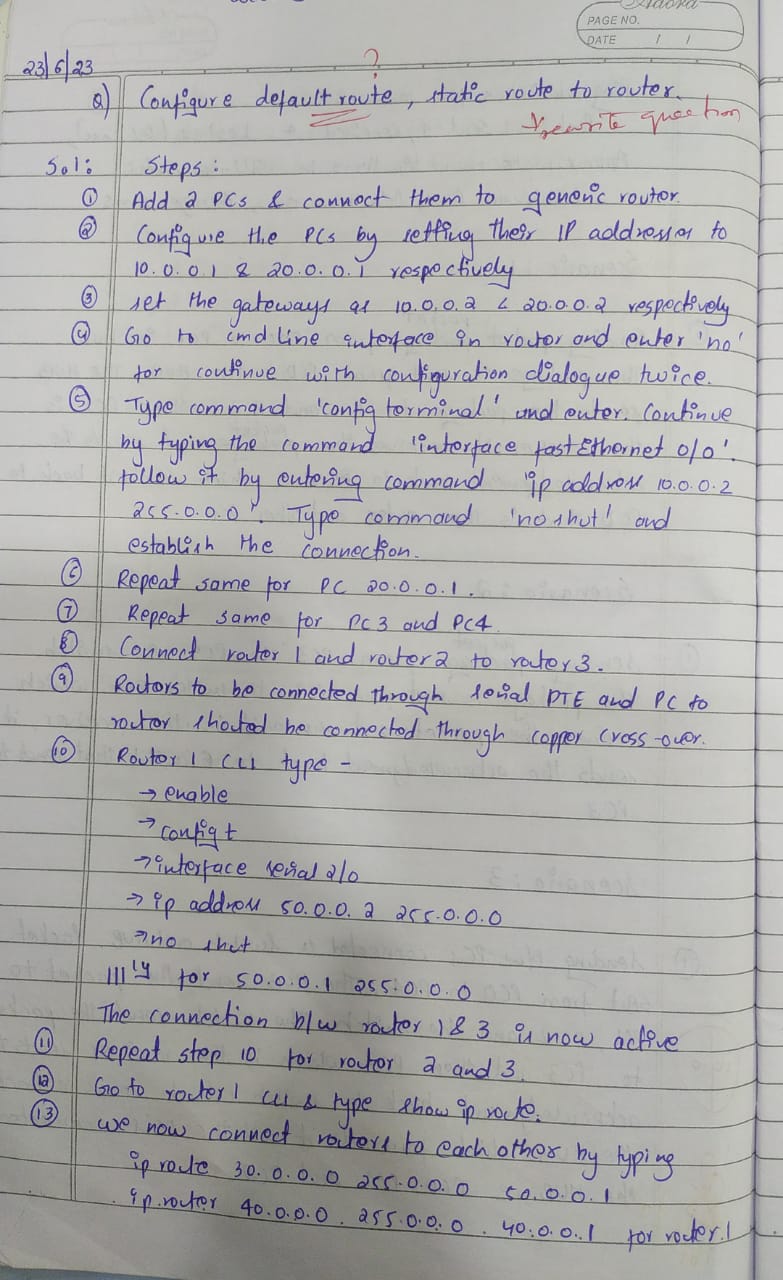 PAGE NO.
DATE / /
23/6/23
?
Q) Configure default route, static route to router.
rewrite question
Sol: Steps:
① Add 2 PCs & connect them to generic router.
② Configure the PCs by setting their IP addresses to
10.0.0.1 & 20.0.0.1 respectively
③ set the gateways as 10.0.0.2 & 20.0.0.2 respectively
④ Go to cmd line interface in router and enter 'no'
for continue with configuration dialogue twice.
⑤ Type command 'config terminal' and enter. Continue
by typing the command 'interface fastEthernet 0/0'.
follow it by entering command 'ip address 10.0.0.2
255.0.0.0'. Type command 'no shut' and
establish the connection.
⑥ Repeat same for PC 20.0.0.1.
⑦ Repeat same for PC3 and PC4
⑧ Connect router 1 and router 2 to router 3.
⑨ Routers to be connected through serial DTE and PC to
router should be connected through copper cross-over.
⑩ Router 1 CLI type -
→ enable
→ config t
→ interface serial 2/0
→ ip address 50.0.0.2 255.0.0.0
→ no shut
|||ly for 50.0.0.1 255.0.0.0
The connection b/w router 1 & 3 is now active
⑪ Repeat step 10 for router 2 and 3.
⑫ Go to router 1 CLI & type show ip route.
⑬ we now connect routers to each other by typing
ip route 30.0.0.0 255.0.0.0 50.0.0.1
ip router 40.0.0.0. 255.0.0.0. 40.0.0.1 for router 1